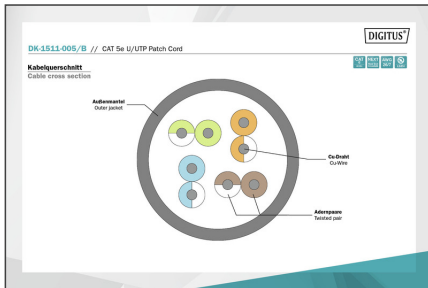 DIGITUS
DK-1511-005/B // CAT 5e U/UTP Patch Cord
Kabelquerschnitt
Cable cross section
Außenmantel
Outer jacket
Cu-Draht
Cu-Wire
Adernpaare
Twisted pair